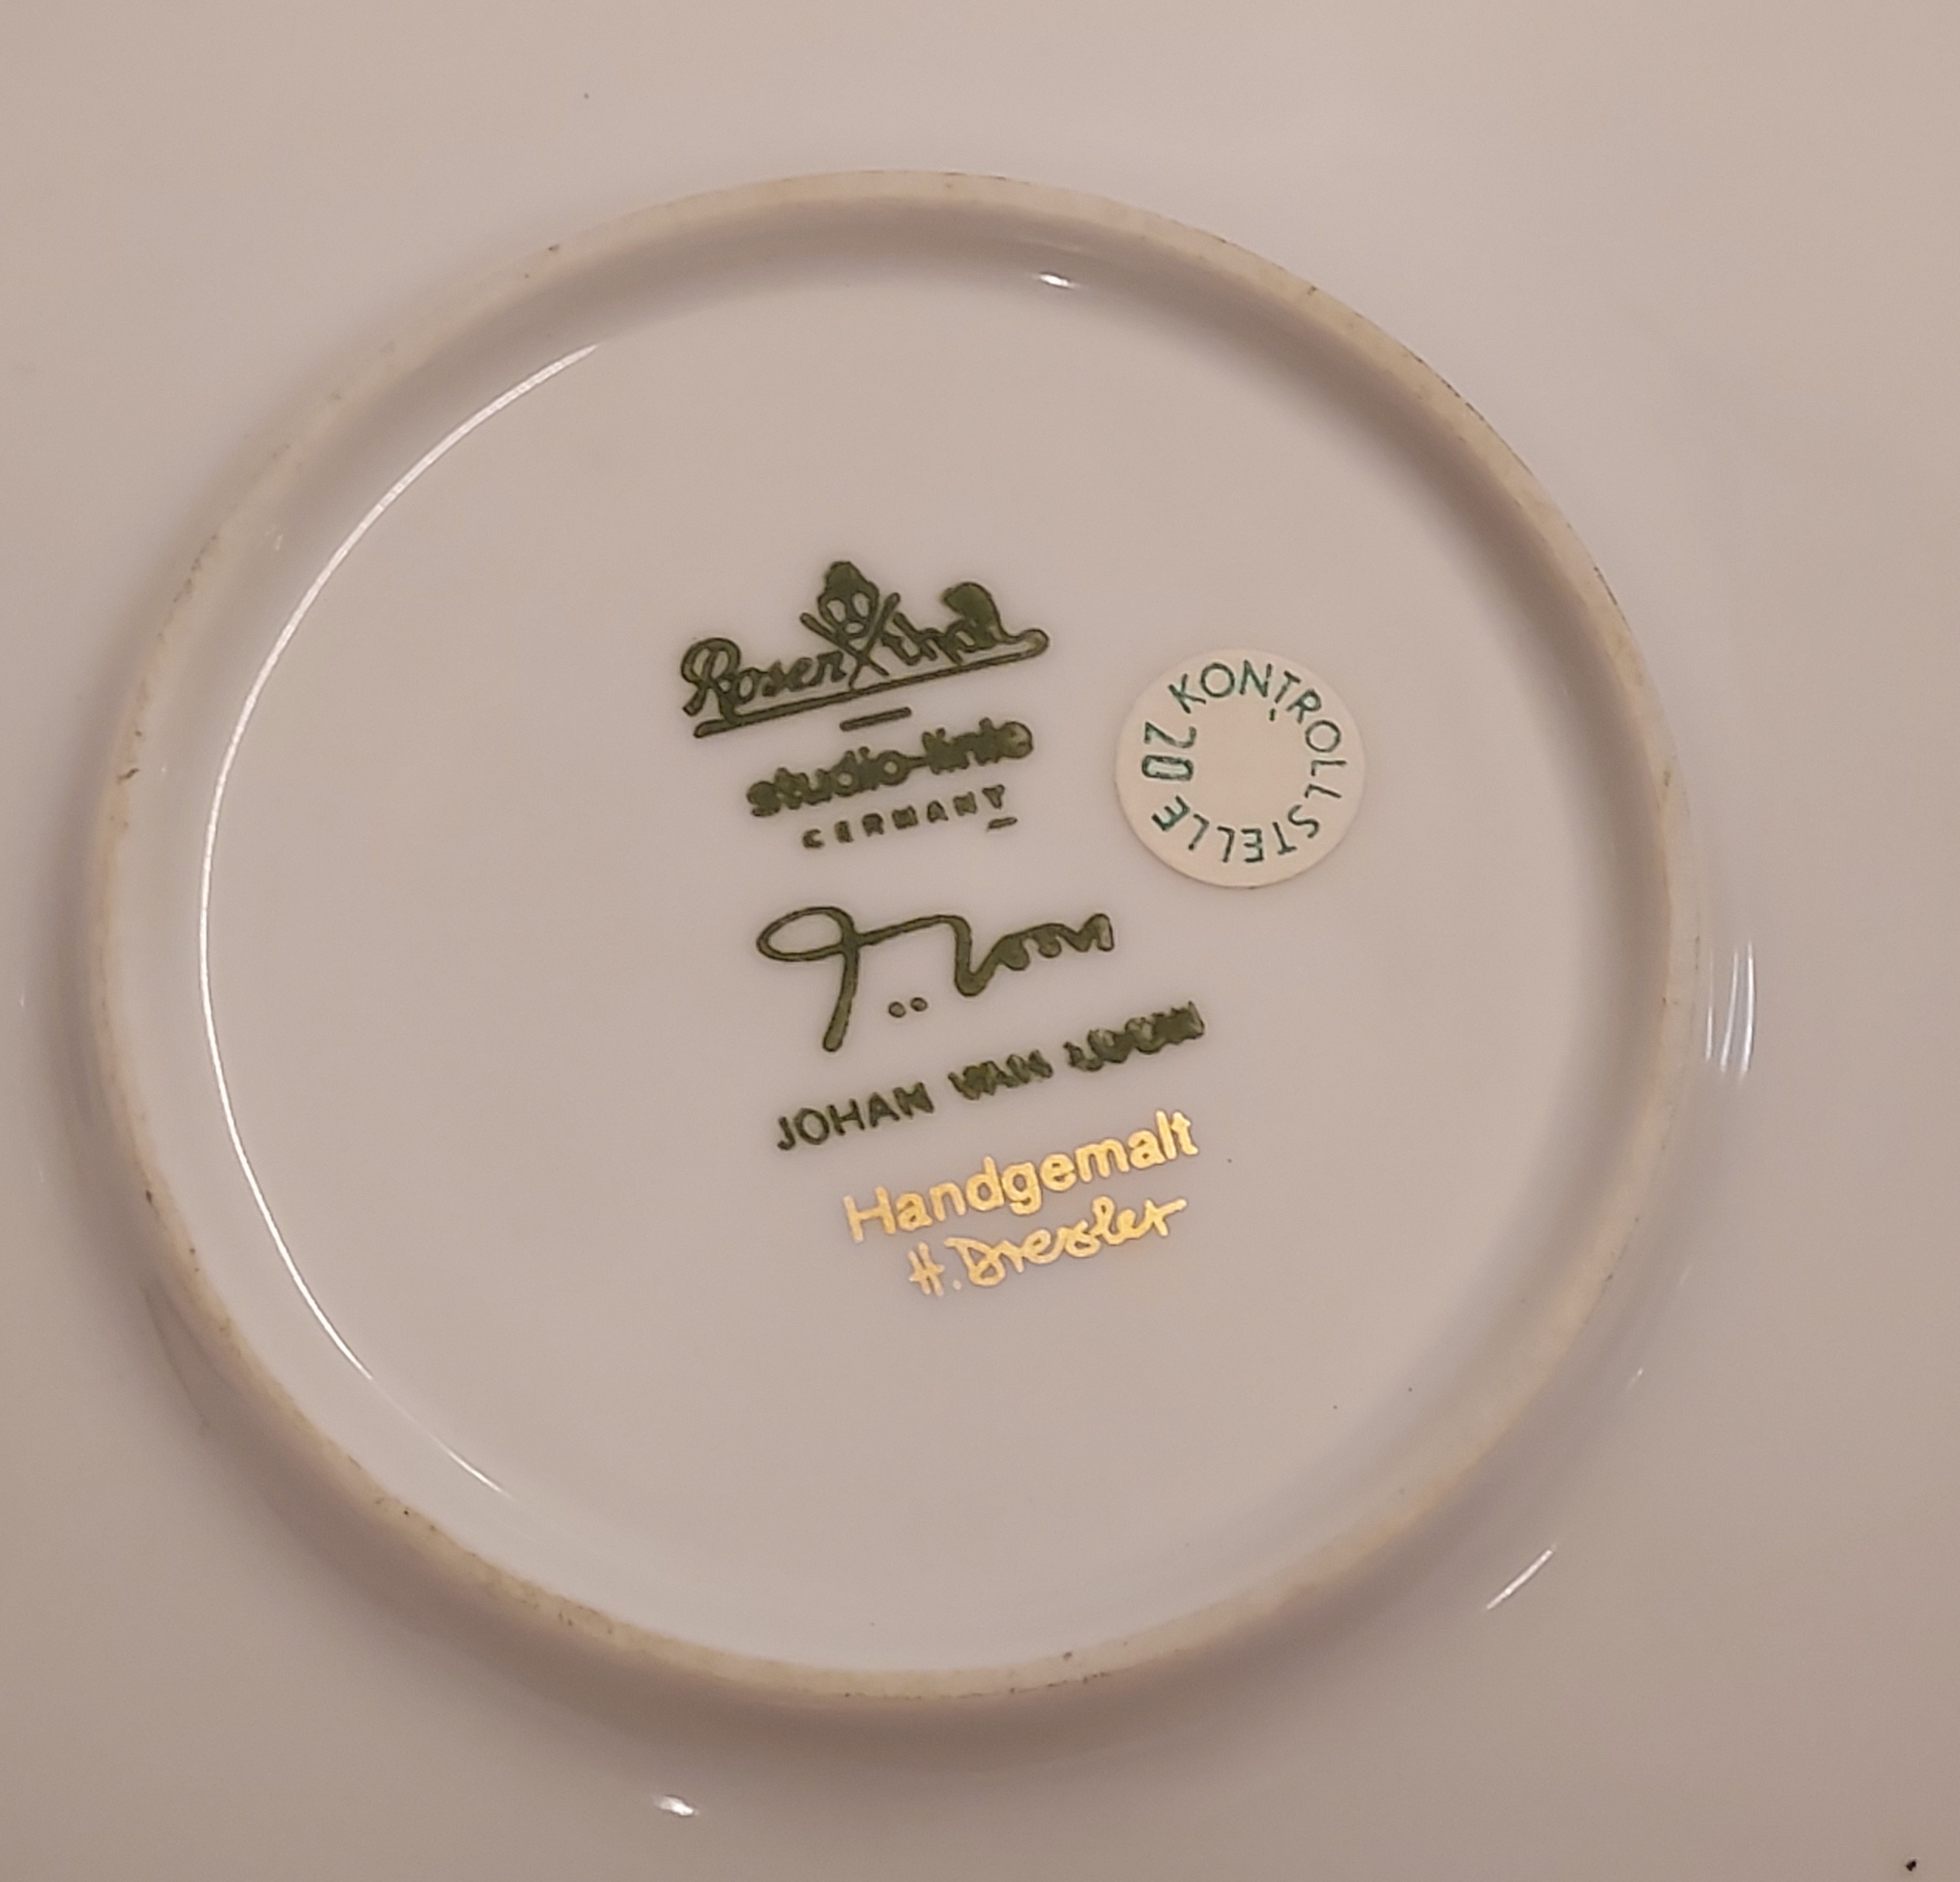 Rosenthal
studio-linie
GERMANY
JOHAN VAN LOON
Handgemalt
H. Dresler
KONTROLLSTELLE 20